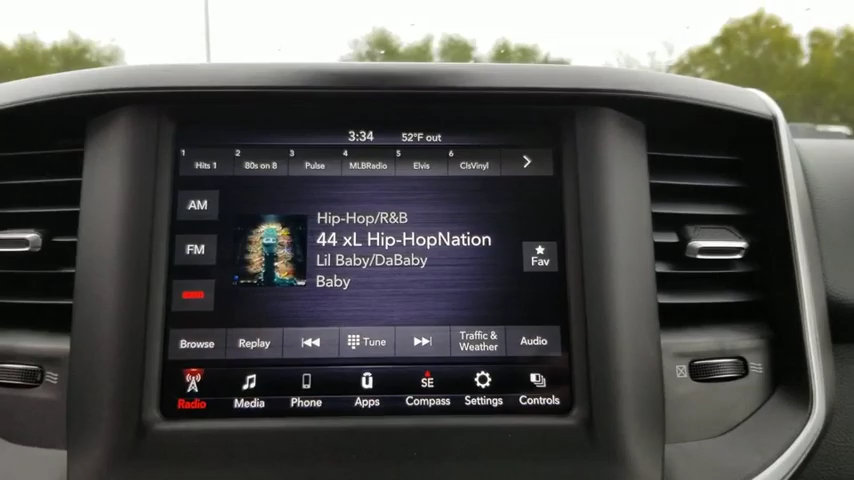 3:34 52°F out
1 Hits 1 2 80s on 8 3 Pulse 4 MLBRadio 5 Elvis 6 ClsVinyl
AM
Hip-Hop/R&B
44 xL Hip-HopNation
FM
Lil Baby/DaBaby
Baby
Fav
Browse Replay Tune Traffic & Weather Audio
SE
Radio Media Phone Apps Compass Settings Controls